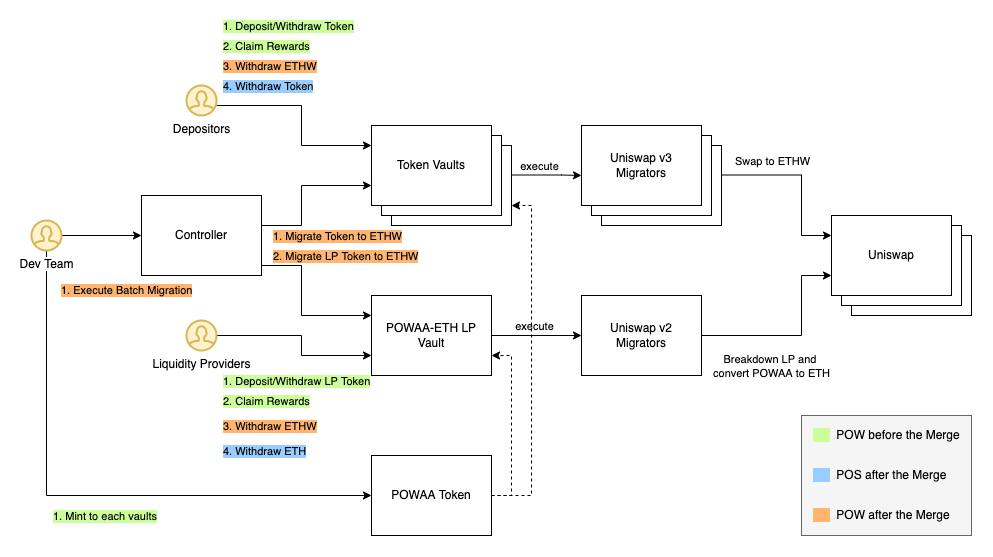 1. Deposit/Withdraw Token
2. Claim Rewards
3. Withdraw ETHW
4. Withdraw Token
Depositors
Token Vaults
execute
Uniswap v3
Migrators
Swap to ETHW
Controller
Dev Team
1. Migrate Token to ETHW
2. Migrate LP Token to ETHW
1. Execute Batch Migration
Uniswap
POWAA-ETH LP
Vault
execute
Uniswap v2
Migrators
Breakdown LP and
convert POWAA to ETH
Liquidity Providers
1. Deposit/Withdraw LP Token
2. Claim Rewards
3. Withdraw ETHW
4. Withdraw ETH
POWAA Token
1. Mint to each vaults
POW before the Merge
POS after the Merge
POW after the Merge